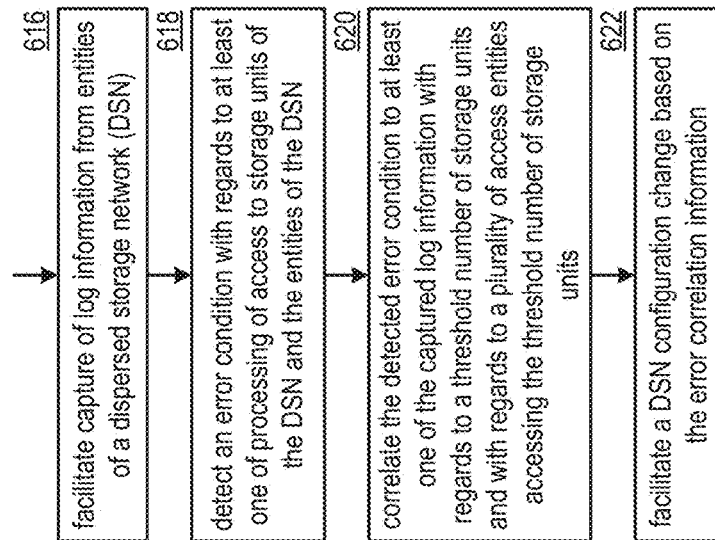 616
facilitate capture of log information from entities
of a dispersed storage network (DSN)
618
detect an error condition with regards to at least
one of processing of access to storage units of
the DSN and the entities of the DSN
620
correlate the detected error condition to at least
one of the captured log information with
regards to a threshold number of storage units
and with regards to a plurality of access entities
accessing the threshold number of storage
units
622
facilitate a DSN configuration change based on
the error correlation information